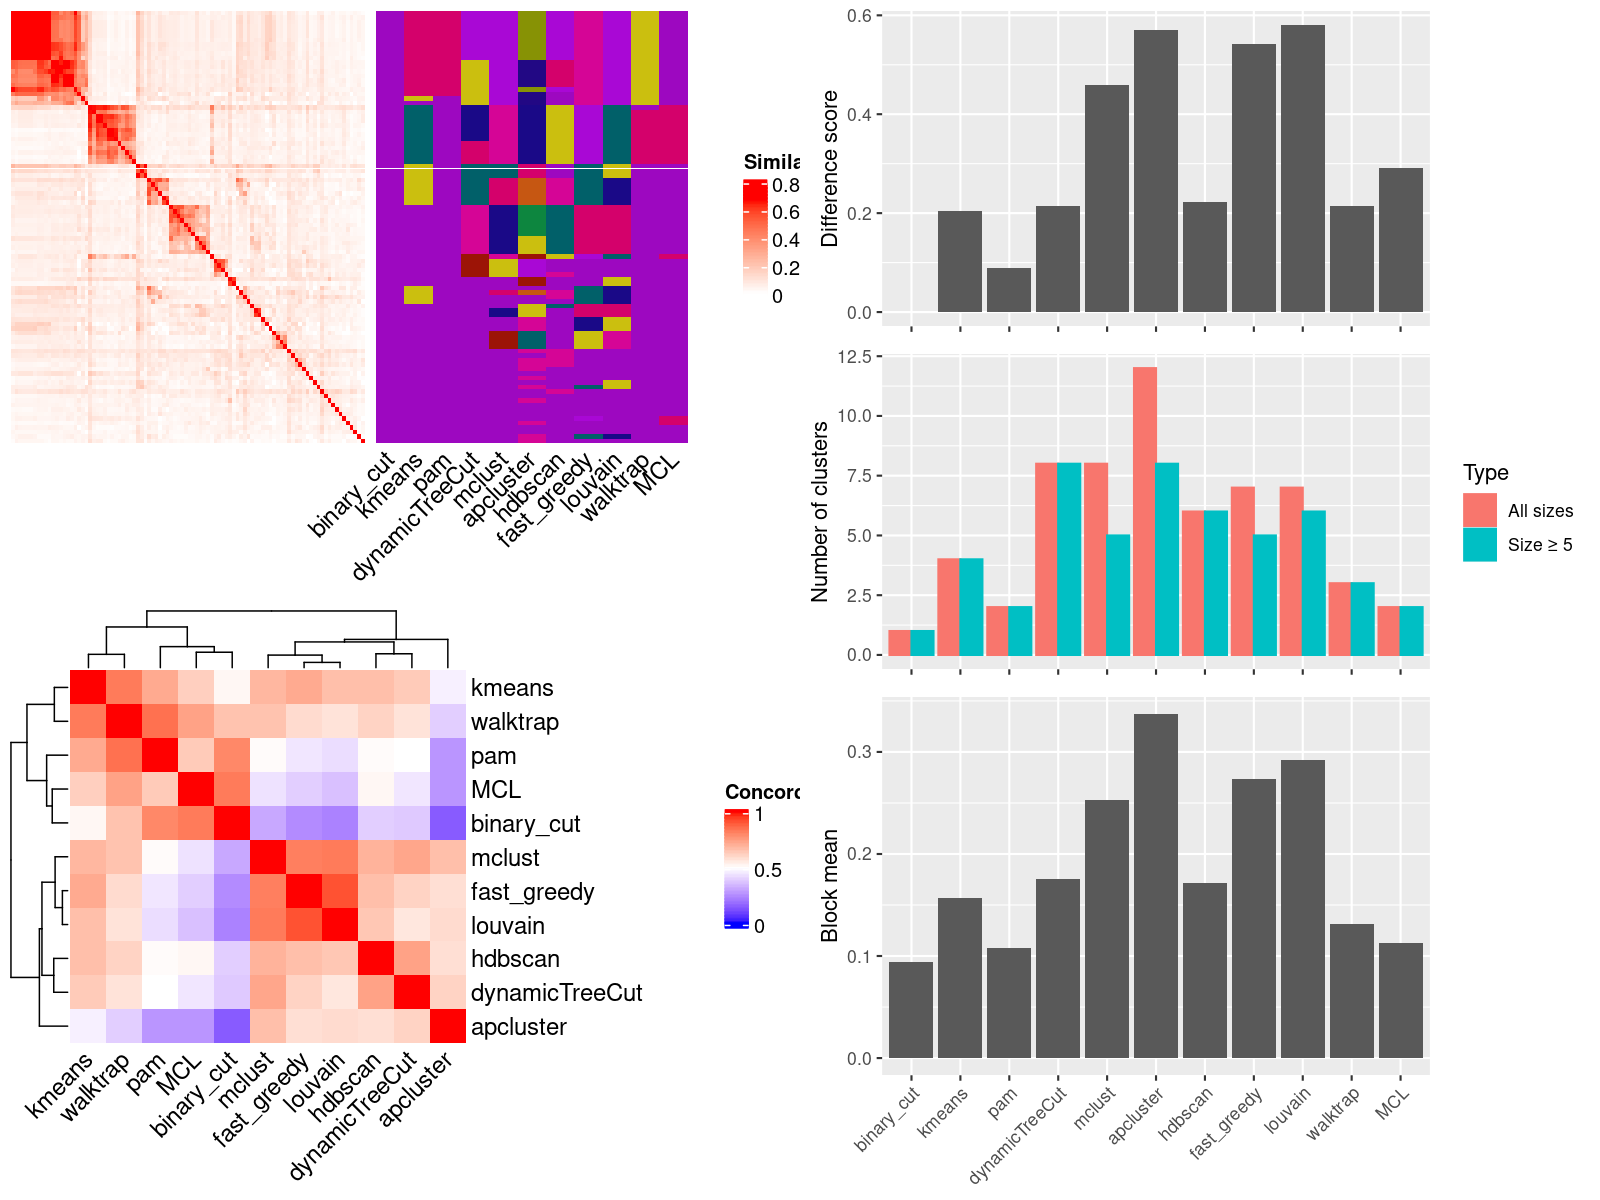 Simila
0.8
0.6
0.4
0.2
0
binary_cut
kmeans
pam
dynamicTreeCut
mclust
apcluster
hdbscan
fast_greedy
louvain
walktrap
MCL
kmeans
walktrap
pam
MCL
binary_cut
mclust
fast_greedy
louvain
hdbscan
dynamicTreeCut
apcluster
kmeans
walktrap
pam
MCL
binary_cut
mclust
fast_greedy
louvain
hdbscan
dynamicTreeCut
apcluster
Concord
1
0.5
0
Difference score
0.6
0.4
0.2
0.0
Number of clusters
12.5
10.0
7.5
5.0
2.5
0.0
Type
All sizes
Size ≥ 5
Block mean
0.3
0.2
0.1
0.0
binary_cut
kmeans
pam
dynamicTreeCut
mclust
apcluster
hdbscan
fast_greedy
louvain
walktrap
MCL